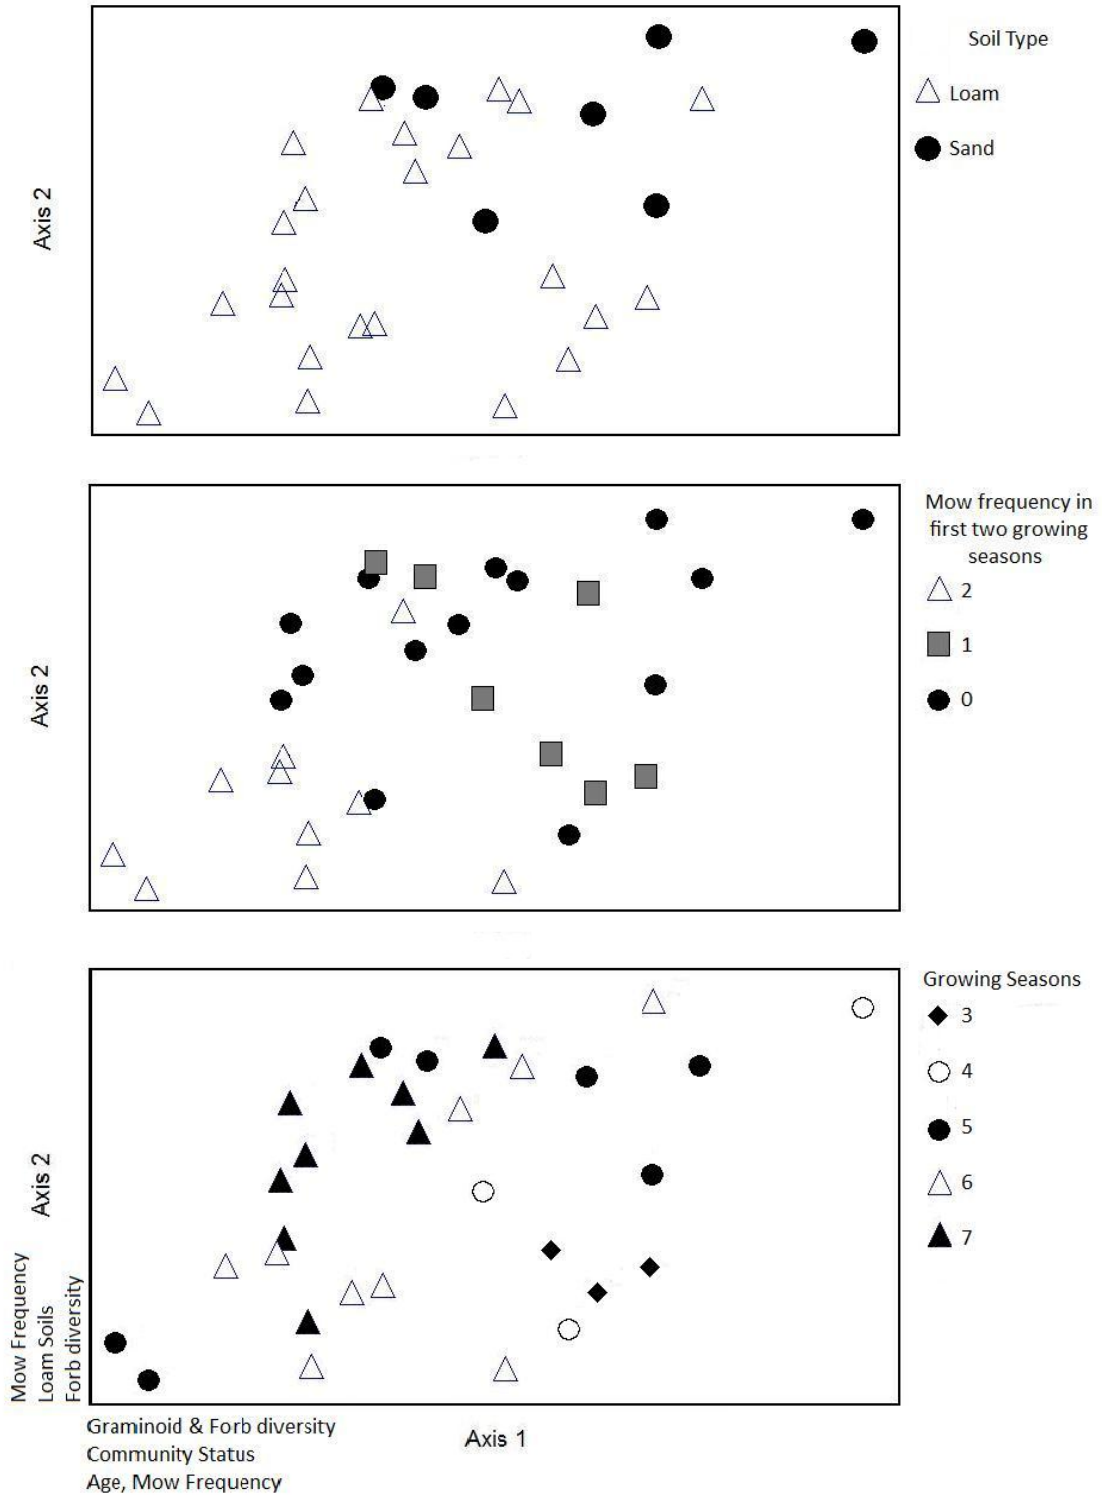 Soil Type
Loam
Sand
Axis 2
Mow frequency in
first two growing
seasons
2
1
0
Axis 2
Growing Seasons
3
4
5
6
7
Axis 2
Mow Frequency
Loam Soils
Forb diversity
Graminoid & Forb diversity
Community Status
Age, Mow Frequency
Axis 1